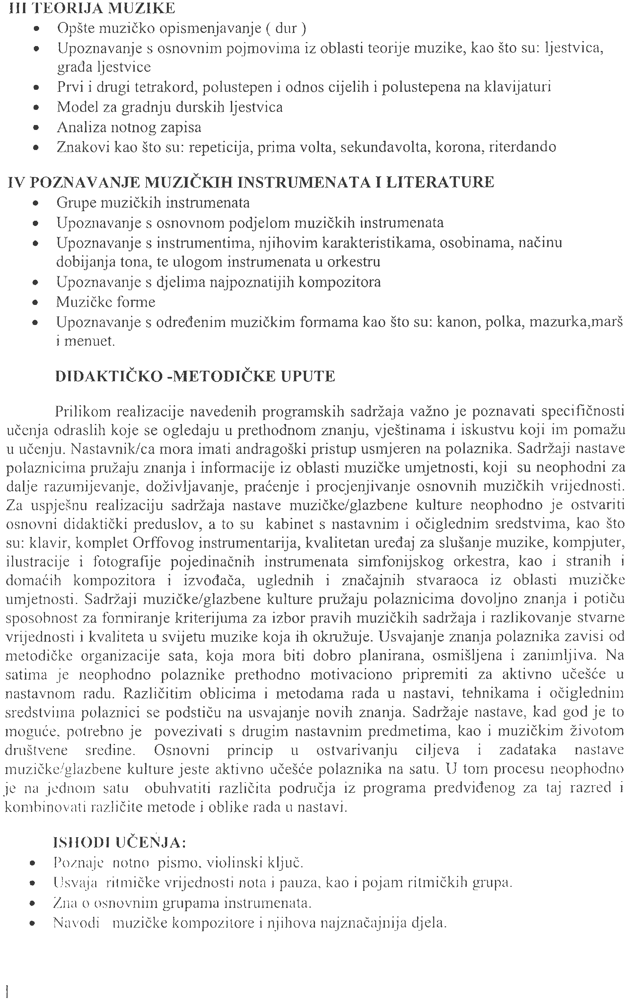 III TEORIJA MUZIKE
• Opšte muzičko opismenjavanje ( dur )
• Upoznavanje s osnovnim pojmovima iz oblasti teorije muzike, kao što su: ljestvica,
građa ljestvice
• Prvi i drugi tetrakord, polustepen i odnos cijelih i polustepena na klavijaturi
• Model za gradnju durskih ljestvica
• Analiza notnog zapisa
• Znakovi kao što su: repeticija, prima volta, sekundavolta, korona, riterdando
IV POZNAVANJE MUZIČKIH INSTRUMENATA I LITERATURE
• Grupe muzičkih instrumenata
• Upoznavanje s osnovnom podjelom muzičkih instrumenata
• Upoznavanje s instrumentima, njihovim karakteristikama, osobinama, načinu
dobijanja tona, te ulogom instrumenata u orkestru
• Upoznavanje s djelima najpoznatijih kompozitora
• Muzičke forme
• Upoznavanje s određenim muzičkim formama kao što su: kanon, polka, mazurka,marš
i menuet.
DIDAKTIČKO -METODIČKE UPUTE
Prilikom realizacije navedenih programskih sadržaja važno je poznavati specifičnosti
učenja odraslih koje se ogledaju u prethodnom znanju, vještinama i iskustvu koji im pomažu
u učenju. Nastavnik/ca mora imati andragoški pristup usmjeren na polaznika. Sadržaji nastave
polaznicima pružaju znanja i informacije iz oblasti muzičke umjetnosti, koji su neophodni za
dalje razumijevanje, doživljavanje, praćenje i procjenjivanje osnovnih muzičkih vrijednosti.
Za uspješnu realizaciju sadržaja nastave muzičke/glazbene kulture neophodno je ostvariti
osnovni didaktički preduslov, a to su kabinet s nastavnim i očiglednim sredstvima, kao što
su: klavir, komplet Orffovog instrumentarija, kvalitetan uređaj za slušanje muzike, kompjuter,
ilustracije i fotografije pojedinačnih instrumenata simfonijskog orkestra, kao i stranih i
domaćih kompozitora i izvođača, uglednih i značajnih stvaraoca iz oblasti muzičke
umjetnosti. Sadržaji muzičke/glazbene kulture pružaju polaznicima dovoljno znanja i potiču
sposobnost za formiranje kriterijuma za izbor pravih muzičkih sadržaja i razlikovanje stvarne
vrijednosti i kvaliteta u svijetu muzike koja ih okružuje. Usvajanje znanja polaznika zavisi od
metodičke organizacije sata, koja mora biti dobro planirana, osmišljena i zanimljiva. Na
satima je neophodno polaznike prethodno motivaciono pripremiti za aktivno učešće u
nastavnom radu. Različitim oblicima i metodama rada u nastavi, tehnikama i očiglednim
sredstvima polaznici se podstiču na usvajanje novih znanja. Sadržaje nastave, kad god je to
moguće, potrebno je povezivati s drugim nastavnim predmetima, kao i muzičkim životom
društvene sredine. Osnovni princip u ostvarivanju ciljeva i zadataka nastave
muzičke/glazbene kulture jeste aktivno učešće polaznika na satu. U tom procesu neophodno
je na jednom satu obuhvatiti različita područja iz programa predviđenog za taj razred i
kombinovati različite metode i oblike rada u nastavi.
ISHODI UČENJA:
• Poznaje notno pismo, violinski ključ.
• Usvaja ritmičke vrijednosti nota i pauza, kao i pojam ritmičkih grupa.
• Zna o osnovnim grupama instrumenata.
• Navodi muzičke kompozitore i njihova najznačajnija djela.